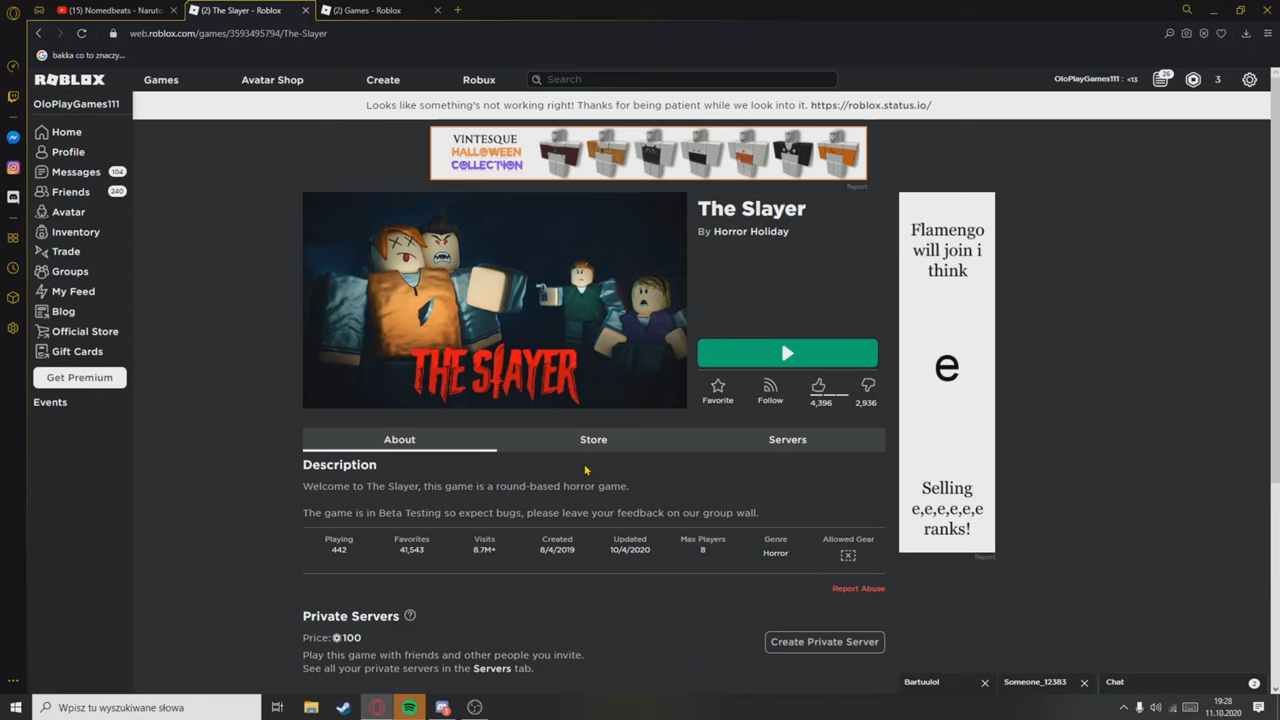 (15) Nomedbeats - Naruto
(2) The Slayer - Roblox
(2) Games - Roblox
web.roblox.com/games/3593495794/The-Slayer
bakka co to znaczy...
ROBLOX
Games
Avatar Shop
Create
Robux
Search
OloPlayGames111 : <13
26
3
OloPlayGames111
Looks like something's not working right! Thanks for being patient while we look into it. https://roblox.status.io/
Home
Profile
Messages 104
Friends 240
Avatar
Inventory
Trade
Groups
My Feed
Blog
Official Store
Gift Cards
Get Premium
Events
VINTESQUE
HALLOWEEN
COLLECTION
Report
THE SLAYER
The Slayer
By Horror Holiday
Favorite
Follow
4,396
2,936
Flamengo
will join i
think
e
Selling
e,e,e,e,e,e
ranks!
Report
About
Store
Servers
Description
Welcome to The Slayer, this game is a round-based horror game.
The game is in Beta Testing so expect bugs, please leave your feedback on our group wall.
Playing
442
Favorites
41,543
Visits
8.7M+
Created
8/4/2019
Updated
10/4/2020
Max Players
8
Genre
Horror
Allowed Gear
Report Abuse
Private Servers
Price: 100
Play this game with friends and other people you invite.
See all your private servers in the Servers tab.
Create Private Server
Bartuulol
Someone_12383
Chat
2
Wpisz tu wyszukiwane słowa
19:28
11.10.2020